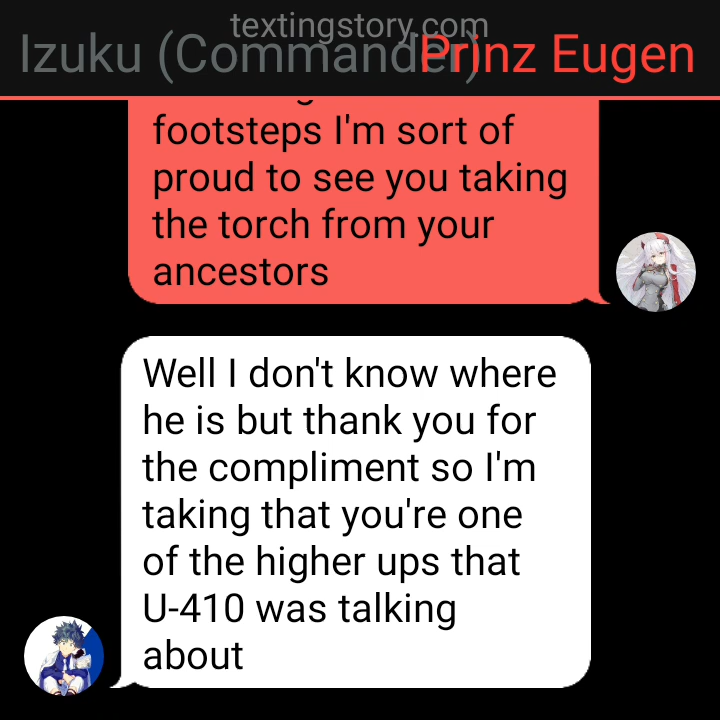 textingstory.com
Izuku (Commander)
Prinz Eugen
footsteps I'm sort of
proud to see you taking
the torch from your
ancestors
Well I don't know where
he is but thank you for
the compliment so I'm
taking that you're one
of the higher ups that
U-410 was talking
about